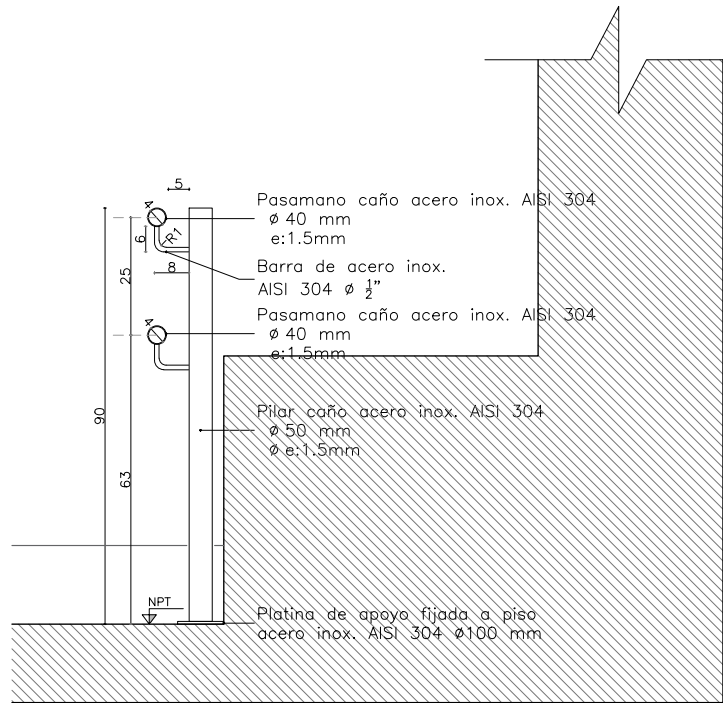 5
Pasamano caño acero inox. AISI 304
ø 40 mm
e:1.5mm
4
R1
6
8
25
Barra de acero inox.
AISI 304 ø ½"
Pasamano caño acero inox. AISI 304
ø 40 mm
e:1.5mm
4
90
Pilar caño acero inox. AISI 304
ø 50 mm
ø e:1.5mm
63
NPT
Platina de apoyo fijada a piso
acero inox. AISI 304 Ø100 mm